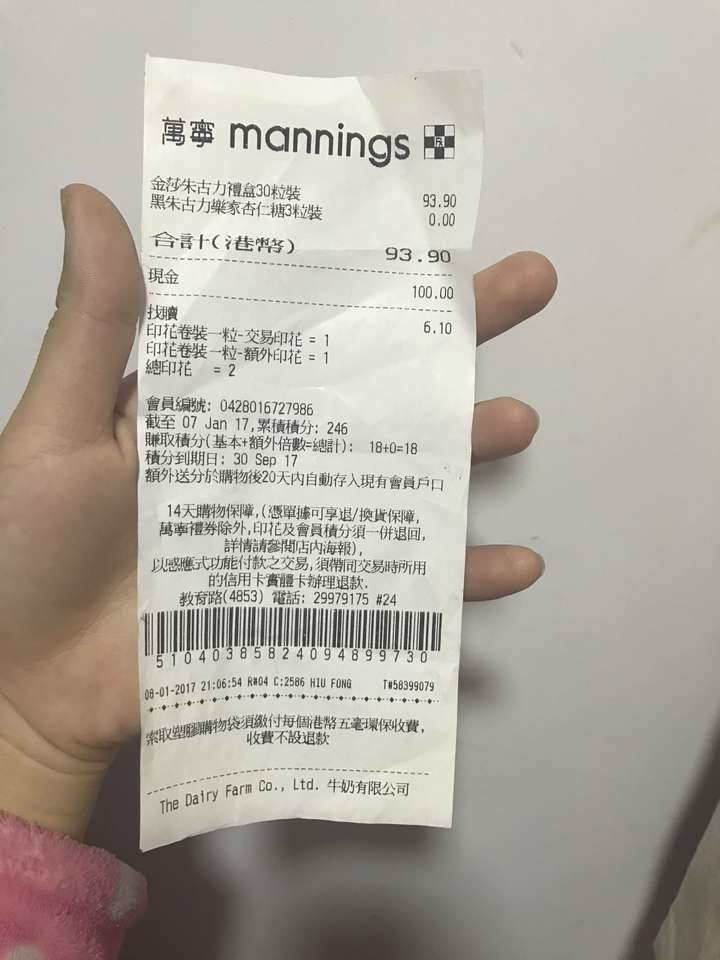 萬寧 mannings
金莎朱古力禮盒30粒裝 93.90
黑朱古力樂家杏仁糖3粒裝 0.00
合計(港幣) 93.90
現金 100.00
找贖 6.10
印花卷裝一粒-交易印花 = 1
印花卷裝一粒-額外印花 = 1
總印花 = 2
會員編號: 0428016727986
截至 07 Jan 17,累積積分: 246
賺取積分(基本+額外倍數=總計): 18+0=18
積分到期日: 30 Sep 17
額外送分於購物後20天內自動存入現有會員戶口
14天購物保障,(憑單據可享退/換貨保障,
萬寧禮券除外,印花及會員積分須一併退回,
詳情請參閱店內海報),
以感應式功能付款之交易,須帶同交易時所用
的信用卡實體卡辦理退款.
教育路(4853) 電話: 29979175 #24
510403858240948997​30
08-01-2017 21:06:54 R#04 C:2586 HIU FONG T#58399079
索取塑膠購物袋須繳付每個港幣五毫環保收費,
收費不設退款
The Dairy Farm Co., Ltd. 牛奶有限公司